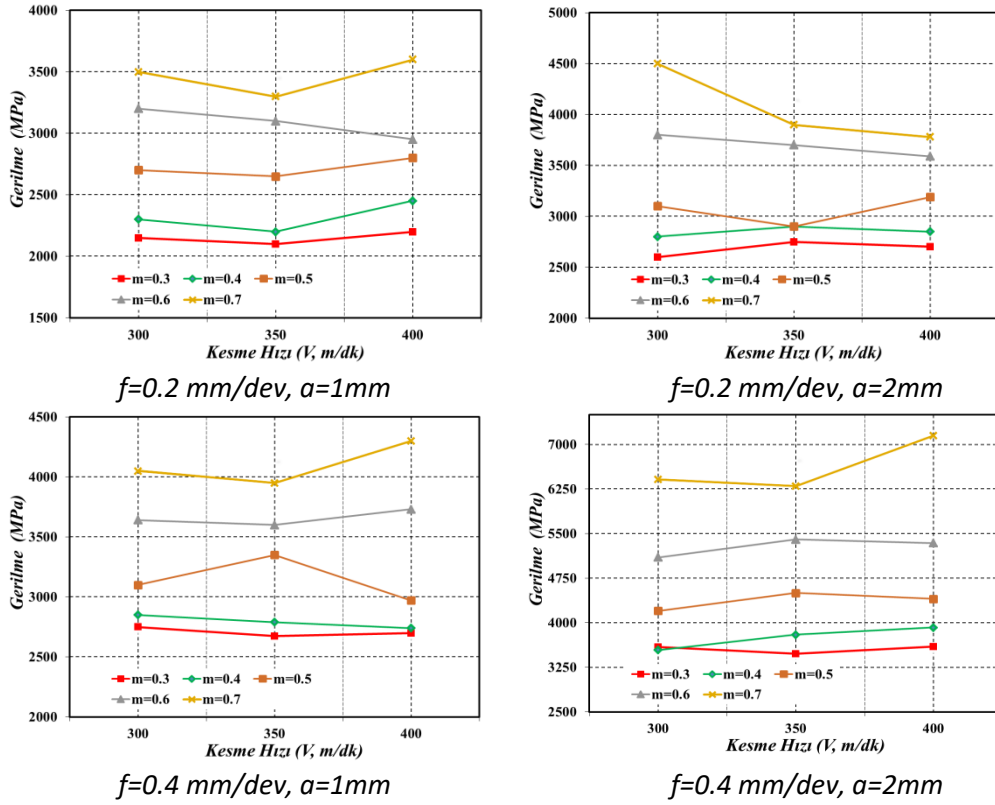 4000
3500
3000
2500
2000
1500
Gerilme (MPa)
m=0.3 m=0.4 m=0.5
m=0.6 m=0.7
300 350 400
Kesme Hızı (V, m/dk)
f=0.2 mm/dev, a=1mm
5000
4500
4000
3500
3000
2500
2000
Gerilme (MPa)
m=0.3 m=0.4 m=0.5
m=0.6 m=0.7
300 350 400
Kesme Hızı (V, m/dk)
f=0.2 mm/dev, a=2mm
4500
4000
3500
3000
2500
2000
Gerilme (MPa)
m=0.3 m=0.4 m=0.5
m=0.6 m=0.7
300 350 400
Kesme Hızı (V, m/dk)
f=0.4 mm/dev, a=1mm
7000
6250
5500
4750
4000
3250
2500
Gerilme (MPa)
m=0.3 m=0.4 m=0.5
m=0.6 m=0.7
300 350 400
Kesme Hızı (V, m/dk)
f=0.4 mm/dev, a=2mm